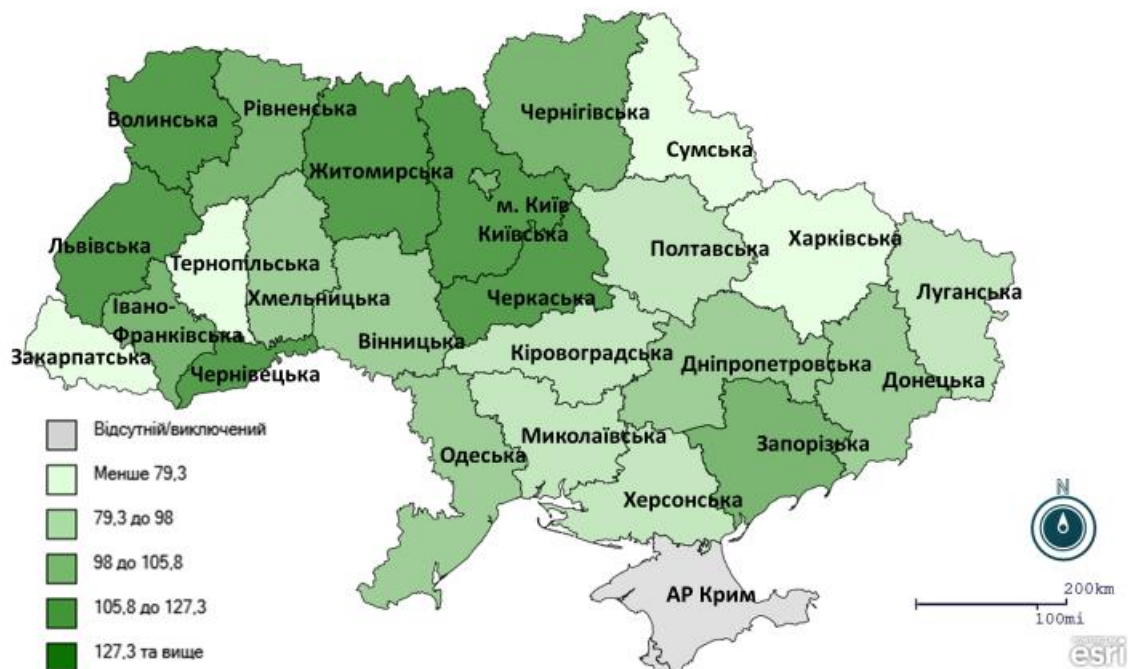 Волинська
Рівненська
Житомирська
Чернігівська
Сумська
м. Київ
Київська
Львівська
Тернопільська
Хмельницька
Івано-
Франківська
Закарпатська
Чернівецька
Вінницька
Черкаська
Полтавська
Харківська
Луганська
Кіровоградська
Дніпропетровська
Донецька
Миколаївська
Запорізька
Одеська
Херсонська
АР Крим
Відсутній/виключений
Менше 79,3
79,3 до 98
98 до 105,8
105,8 до 127,3
127,3 та вище
N
200km
100mi
esri